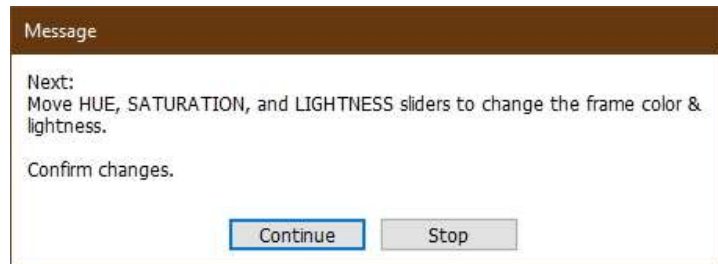 Message
Next:
Move HUE, SATURATION, and LIGHTNESS sliders to change the frame color &
lightness.
Confirm changes.
Continue Stop